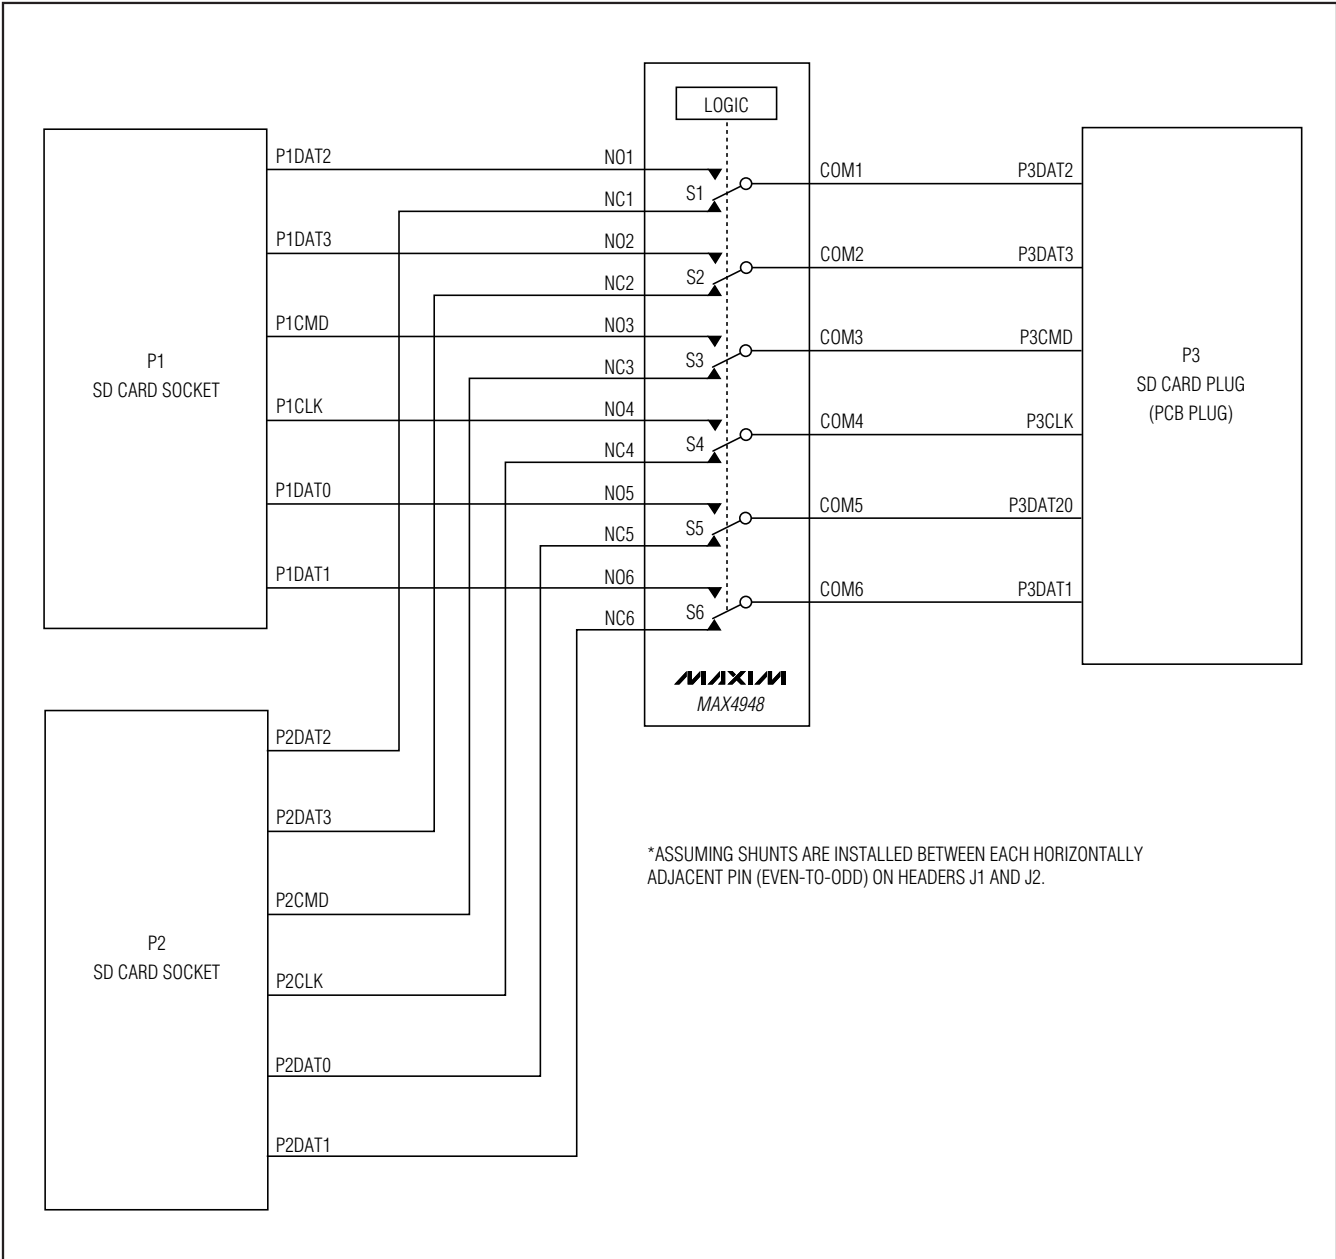 LOGIC
P1DAT2
NO1
COM1
P3DAT2
S1
NC1
P1DAT3
NO2
COM2
P3DAT3
S2
NC2
P1CMD
NO3
COM3
P3CMD
S3
NC3
P1
SD CARD SOCKET
P3
SD CARD PLUG
(PCB PLUG)
P1CLK
NO4
COM4
P3CLK
S4
NC4
P1DAT0
NO5
COM5
P3DAT20
S5
NC5
P1DAT1
NO6
COM6
P3DAT1
S6
NC6
MAXIM
MAX4948
P2DAT2
P2DAT3
P2CMD
P2
SD CARD SOCKET
P2CLK
P2DAT0
P2DAT1
*ASSUMING SHUNTS ARE INSTALLED BETWEEN EACH HORIZONTALLY
ADJACENT PIN (EVEN-TO-ODD) ON HEADERS J1 AND J2.